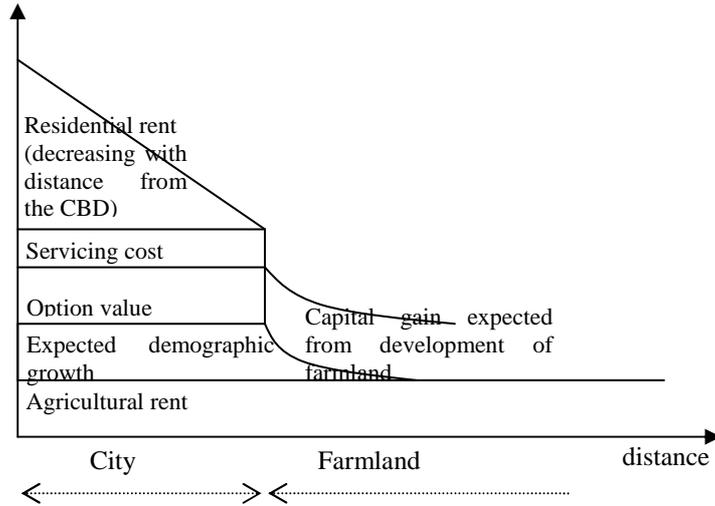 Residential rent
(decreasing with
distance from
the CBD)
Servicing cost
Option value
Expected demographic
growth
Capital gain expected
from development of
farmland
Agricultural rent
City
Farmland
distance